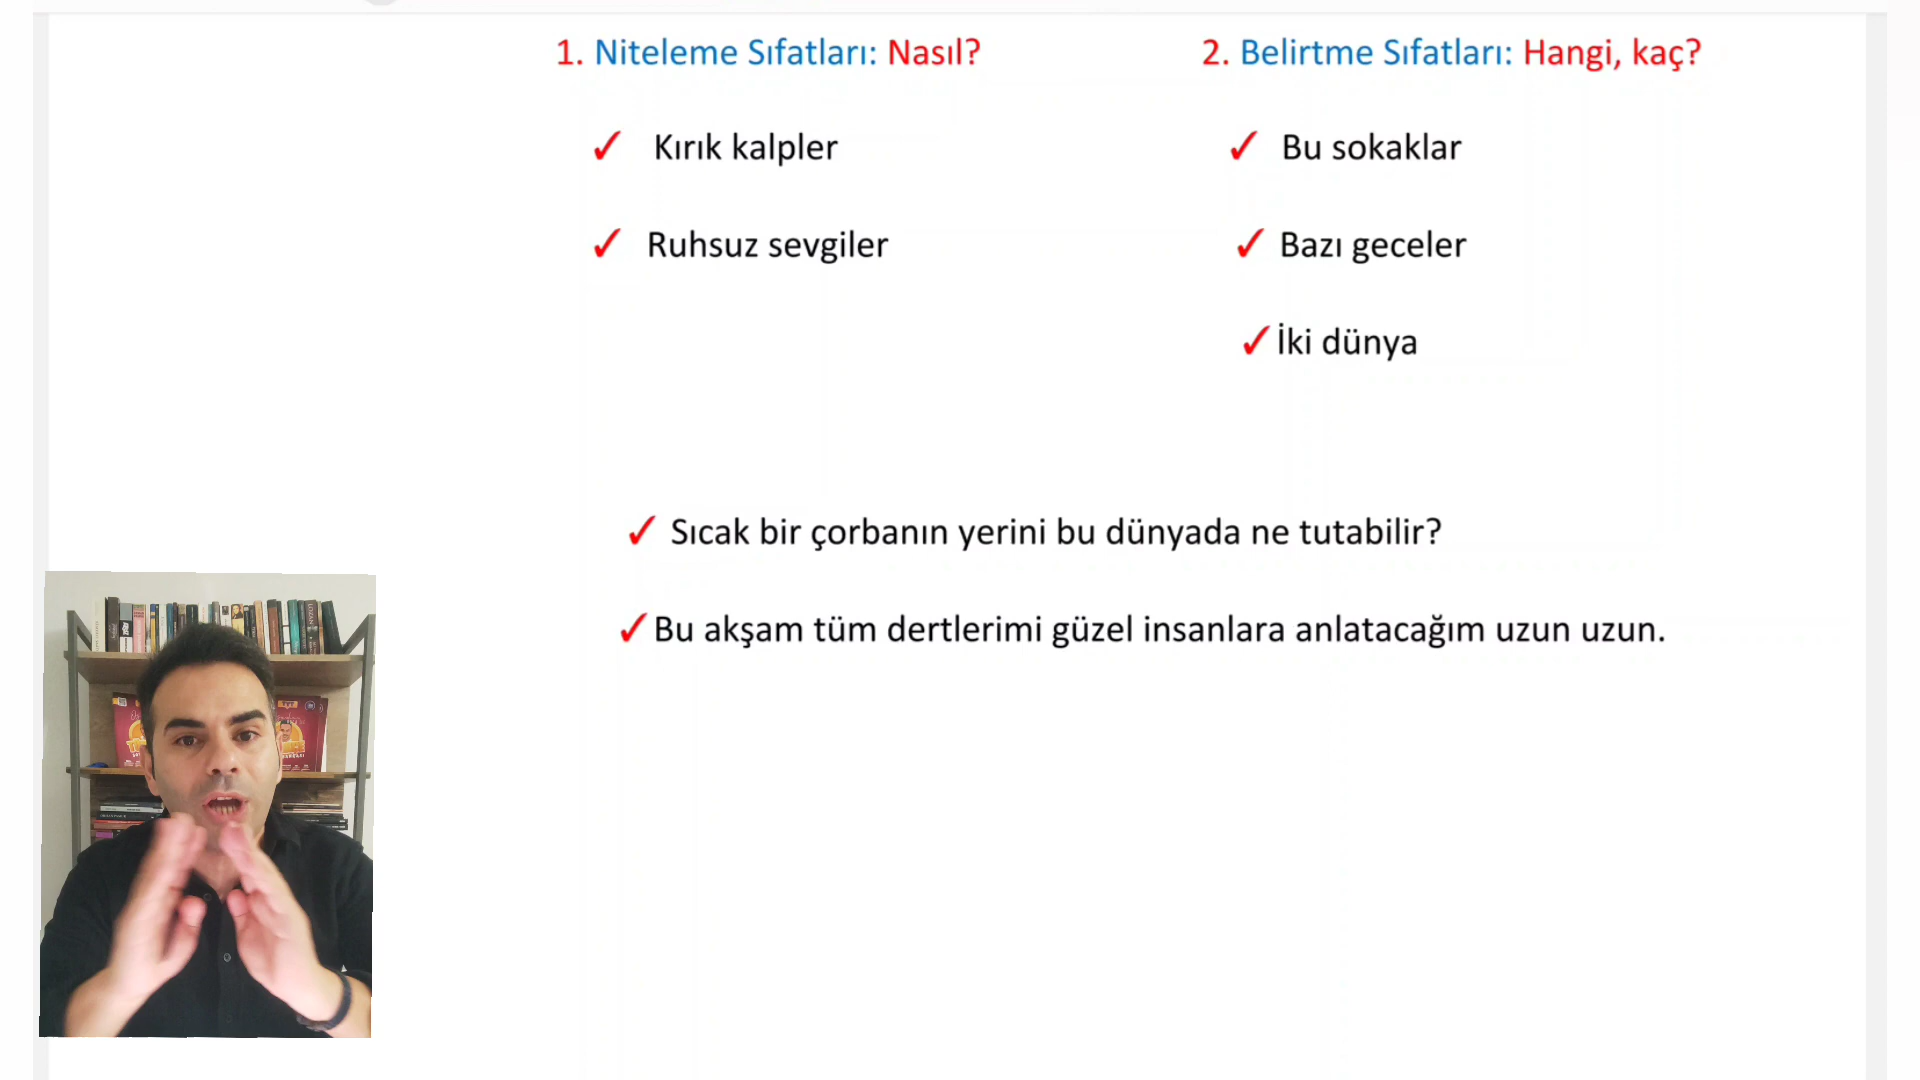 1. Niteleme Sıfatları: Nasıl?
✓ Kırık kalpler
✓ Ruhsuz sevgiler
2. Belirtme Sıfatları: Hangi, kaç?
✓ Bu sokaklar
✓ Bazı geceler
✓ İki dünya
✓ Sıcak bir çorbanın yerini bu dünyada ne tutabilir?
✓ Bu akşam tüm dertlerimi güzel insanlara anlatacağım uzun uzun.